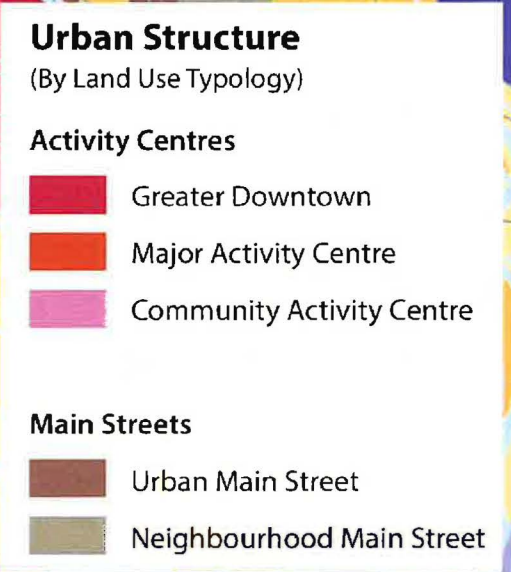 Urban Structure
(By Land Use Typology)
Activity Centres
Greater Downtown
Major Activity Centre
Community Activity Centre
Main Streets
Urban Main Street
Neighbourhood Main Street